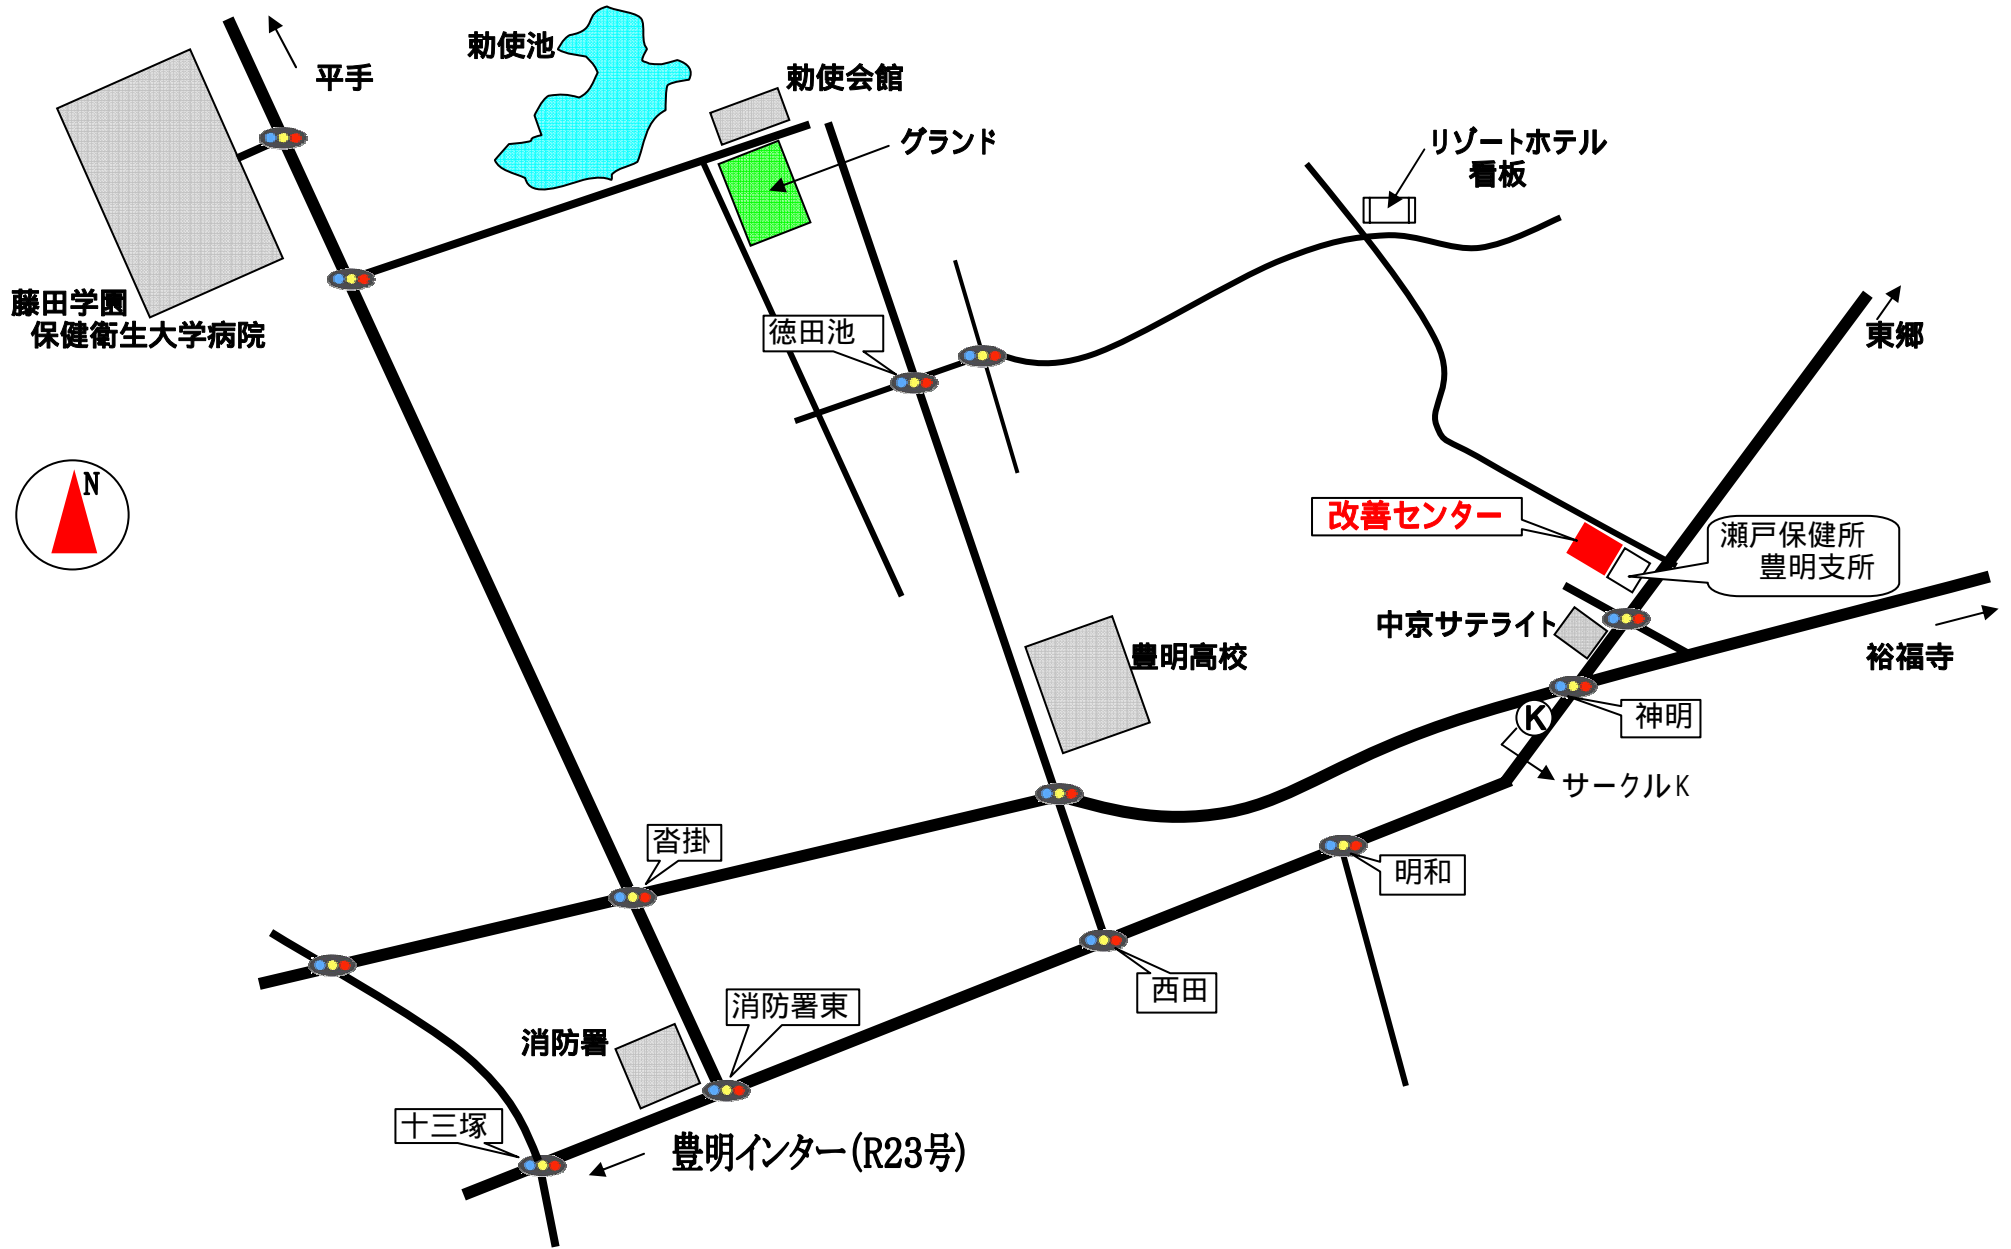 平手
勅使池
勅使会館
グランド
リゾートホテル
看板
藤田学園
保健衛生大学病院
徳田池
東郷
N
改善センター
瀬戸保健所
豊明支所
中京サテライト
豊明高校
裕福寺
神明
K
サークルK
沓掛
明和
西田
消防署東
消防署
十三塚
豊明インター(R23号)